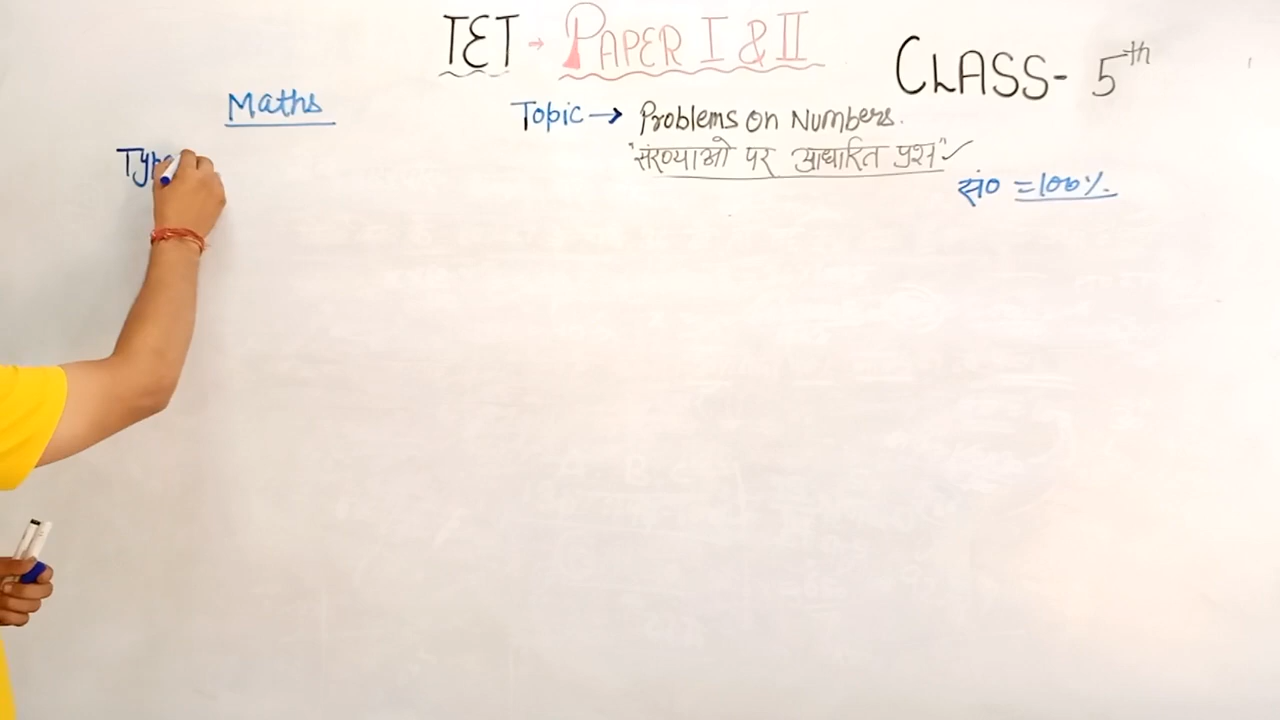 TET → PAPER I & II
CLASS- 5th
Maths
Topic → Problems On Numbers.
"संख्याओ पर आधारित प्रश्न" ✓
सं० = 100%.